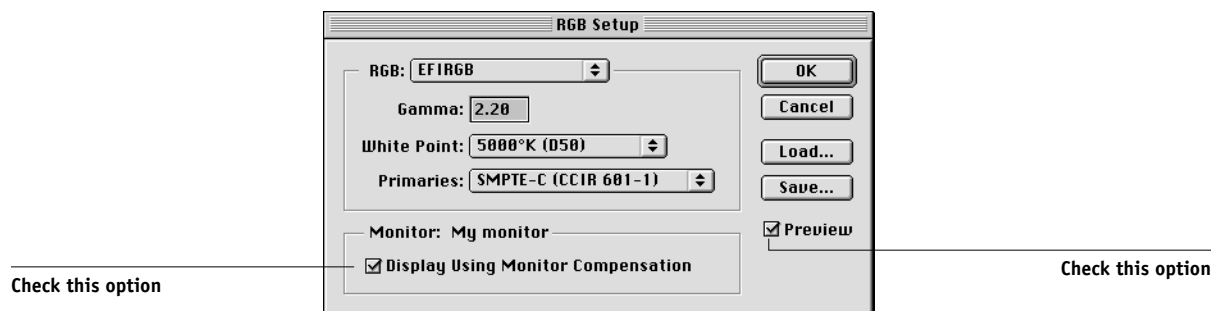 RGB Setup
RGB: EFIRGB
OK
Gamma: 2.20
Cancel
White Point: 5000°K (D50)
Load...
Primaries: SMPTE-C (CCIR 601-1)
Save...
Monitor: My monitor
Preview
Display Using Monitor Compensation
Check this option
Check this option